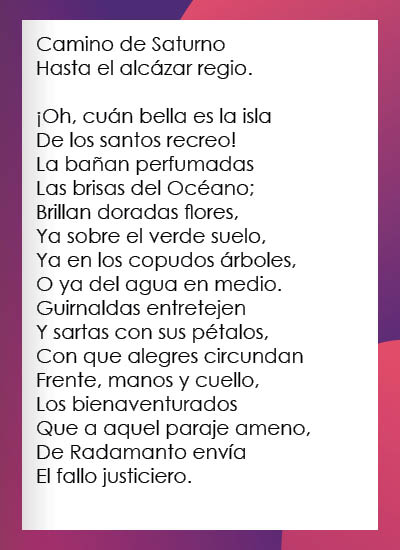 Camino de Saturno
Hasta el alcázar regio.

¡Oh, cuán bella es la isla
De los santos recreo!
La bañan perfumadas
Las brisas del Océano;
Brillan doradas flores,
Ya sobre el verde suelo,
Ya en los copudos árboles,
O ya del agua en medio.
Guirnaldas entretejen
Y sartas con sus pétalos,
Con que alegres circundan
Frente, manos y cuello,
Los bienaventurados
Que a aquel paraje ameno,
De Radamanto envía
El fallo justiciero.